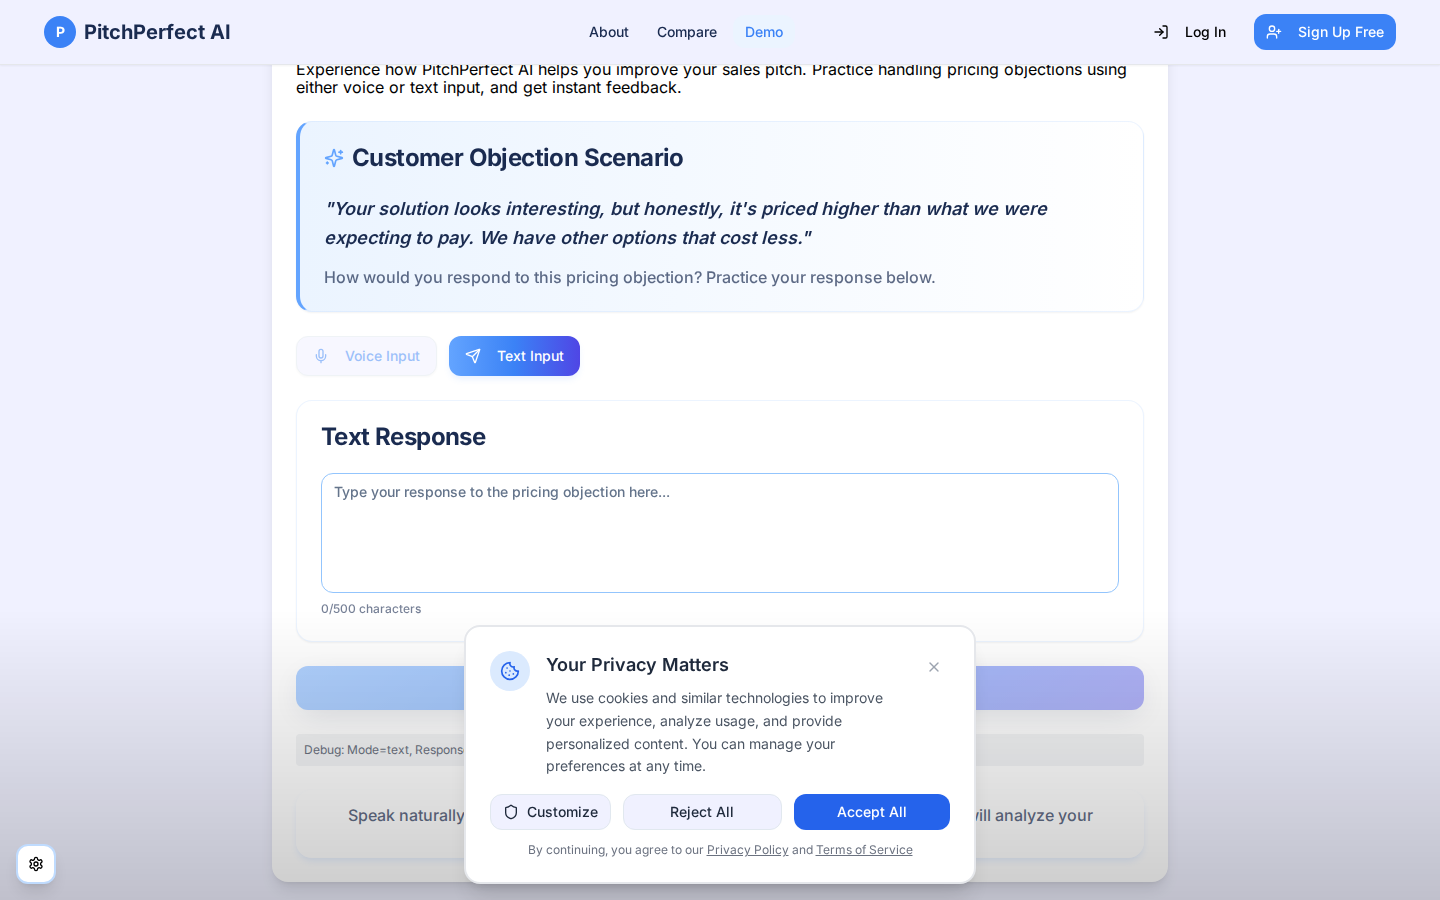 P PitchPerfect AI
About Compare Demo
Log In
Sign Up Free
Experience how PitchPerfect AI helps you improve your sales pitch. Practice handling pricing objections using
either voice or text input, and get instant feedback.
Customer Objection Scenario
"Your solution looks interesting, but honestly, it's priced higher than what we were
expecting to pay. We have other options that cost less."
How would you respond to this pricing objection? Practice your response below.
Voice Input
Text Input
Text Response
Type your response to the pricing objection here...
0/500 characters
Your Privacy Matters
We use cookies and similar technologies to improve
your experience, analyze usage, and provide
personalized content. You can manage your
preferences at any time.
Debug: Mode=text,
Customize
Reject All
Accept All
Speak naturally
analyze your
By continuing, you agree to our Privacy Policy and Terms of Service